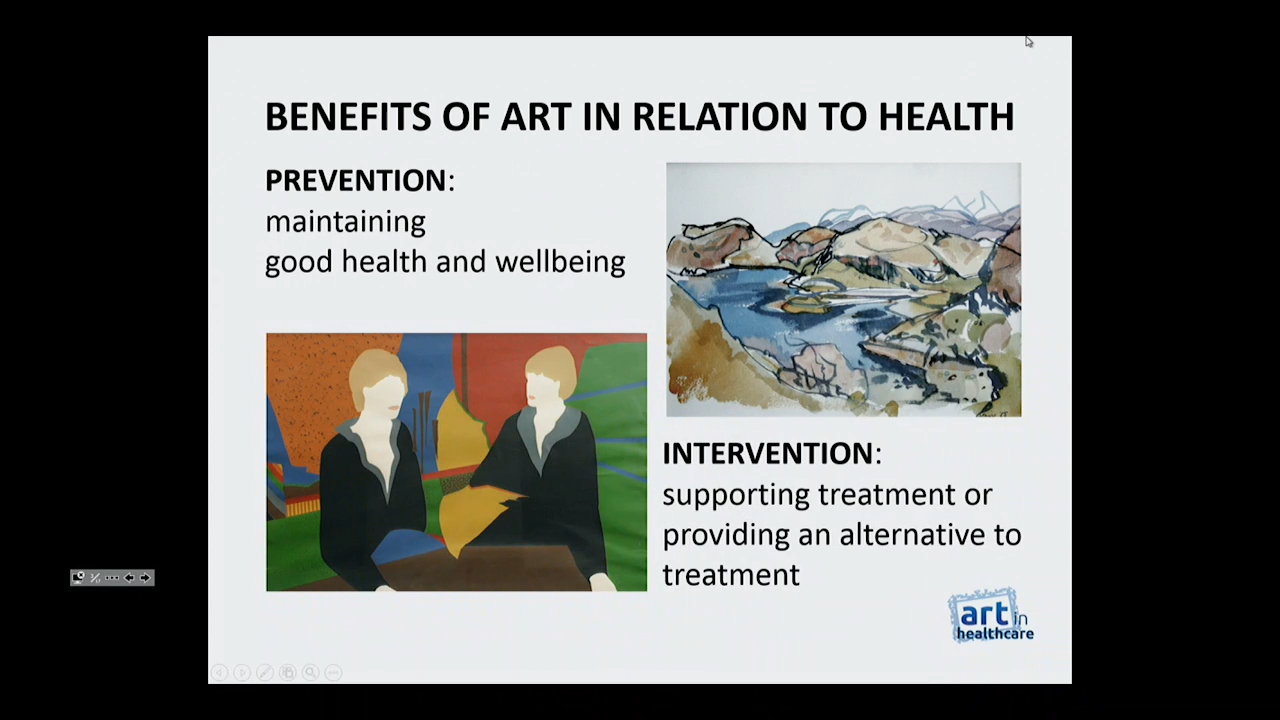 BENEFITS OF ART IN RELATION TO HEALTH
PREVENTION:
maintaining
good health and wellbeing
INTERVENTION:
supporting treatment or
providing an alternative to
treatment
art in
healthcare